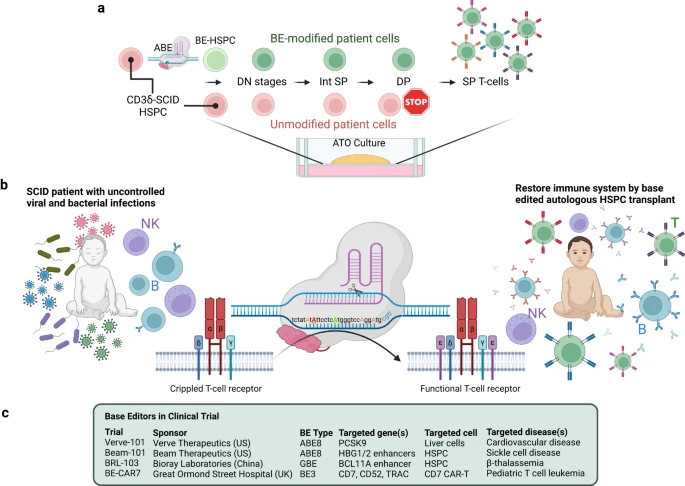 a
BE-modified patient cells
ABE
BE-HSPC
DN stages
Int SP
DP
SP T-cells
CD3δ-SCID
HSPC
STOP
Unmodified patient cells
ATO Culture
b
SCID patient with uncontrolled
viral and bacterial infections
Restore immune system by base
edited autologous HSPC transplant
NK
B
α β
δ γ
Crippled T-cell receptor
α β
ε δ γ ε
Functional T-cell receptor
T
B
NK
c
Base Editors in Clinical Trial
Trial Sponsor BE Type Targeted gene(s) Targeted cell Targeted disease(s)
Verve-101 Verve Therapeutics (US) ABE8 PCSK9 Liver cells Cardiovascular disease
Beam-101 Beam Therapeutics (US) ABE8 HBG1/2 enhancers HSPC Sickle cell disease
BRL-103 Bioray Laboratories (China) GBE BCL11A enhancer HSPC β-thalassemia
BE-CAR7 Great Ormond Street Hospital (UK) BE3 CD7, CD52, TRAC CD7 CAR-T Pediatric T cell leukemia